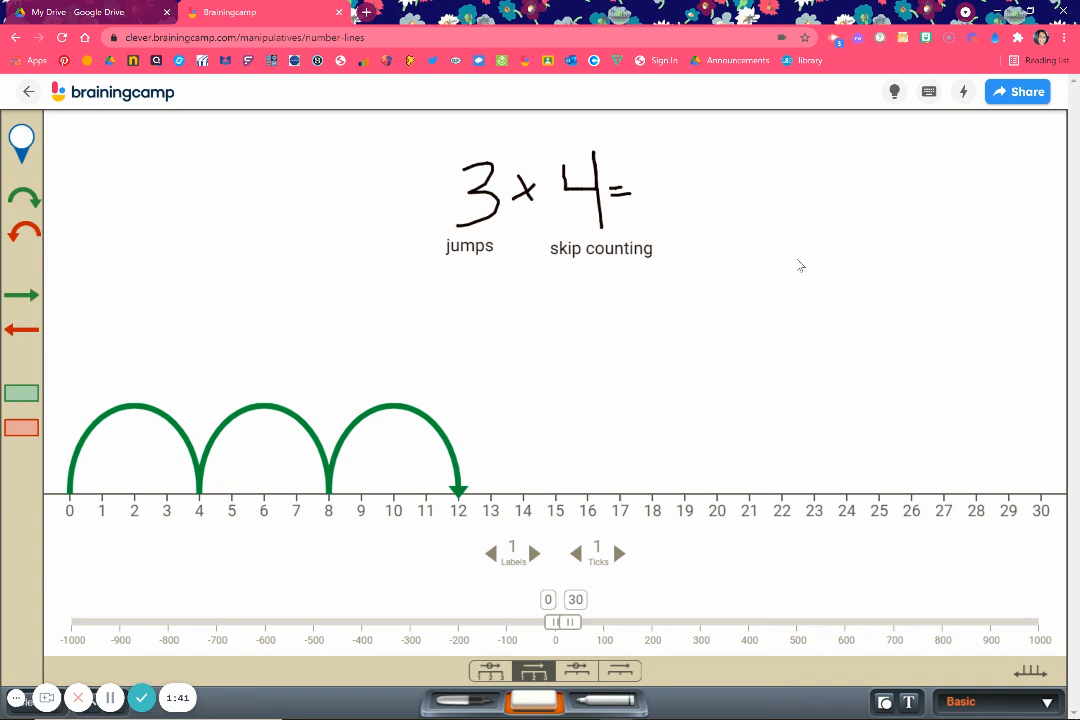 My Drive - Google Drive
Brainingcamp
clever.brainingcamp.com/manipulatives/number-lines
Apps
3
Sign In
Announcements
library
Reading list
brainingcamp
Share
3 x 4 =
jumps skip counting
0 1 2 3 4 5 6 7 8 9 10 11 12 13 14 15 16 17 18 19 20 21 22 23 24 25 26 27 28 29 30
1 1
Labels Ticks
0 30
-1000 -900 -800 -700 -600 -500 -400 -300 -200 -100 0 100 200 300 400 500 600 700 800 900 1000
1:41
T
Basic